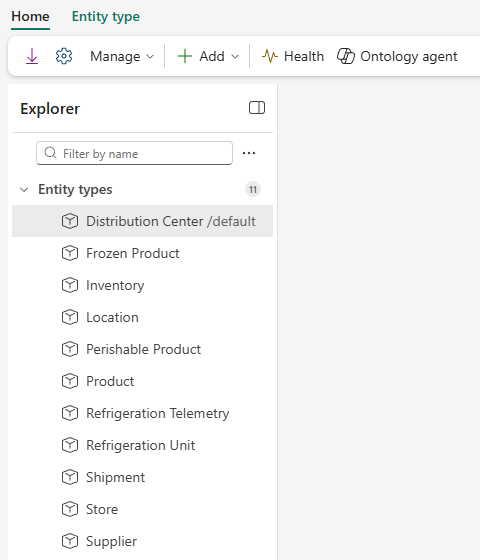 Home Entity type
Manage Add Health Ontology agent
Explorer
Filter by name ...
Entity types 11
Distribution Center /default
Frozen Product
Inventory
Location
Perishable Product
Product
Refrigeration Telemetry
Refrigeration Unit
Shipment
Store
Supplier